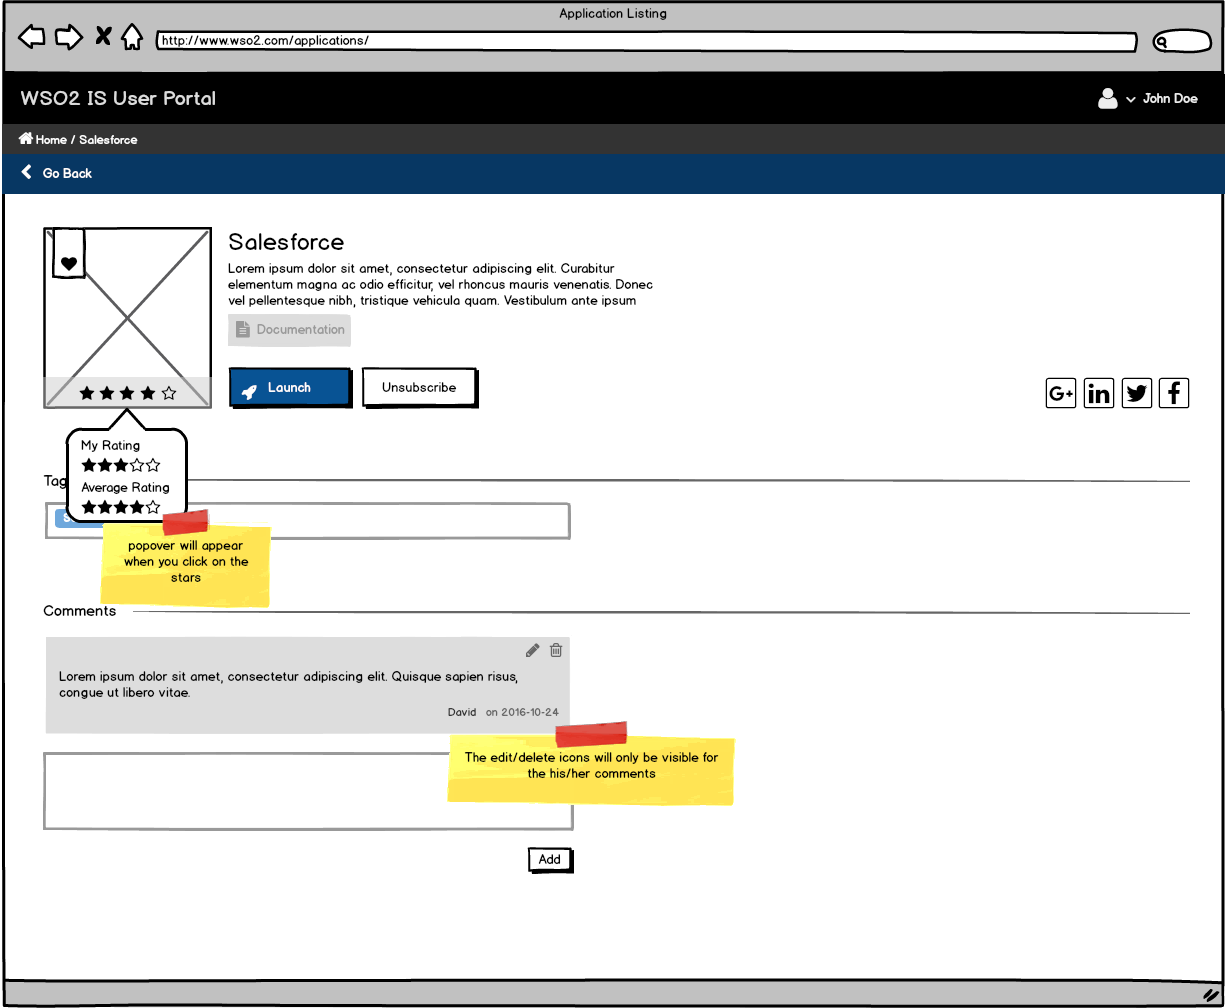 Application Listing
http://www.wso2.com/applications/
WSO2 IS User Portal
John Doe
Home / Salesforce
Go Back
Salesforce
Lorem ipsum dolor sit amet, consectetur adipiscing elit. Curabitur
elementum magna ac odio efficitur, vel rhoncus mauris venenatis. Donec
vel pellentesque nibh, tristique vehicula quam. Vestibulum ante ipsum
Documentation
Launch
Unsubscribe
G+
in
f
My Rating
Average Rating
Tag
popover will appear
when you click on the
stars
Comments
Lorem ipsum dolor sit amet, consectetur adipiscing elit. Quisque sapien risus,
congue ut libero vitae.
David on 2016-10-24
The edit/delete icons will only be visible for
the his/her comments
Add